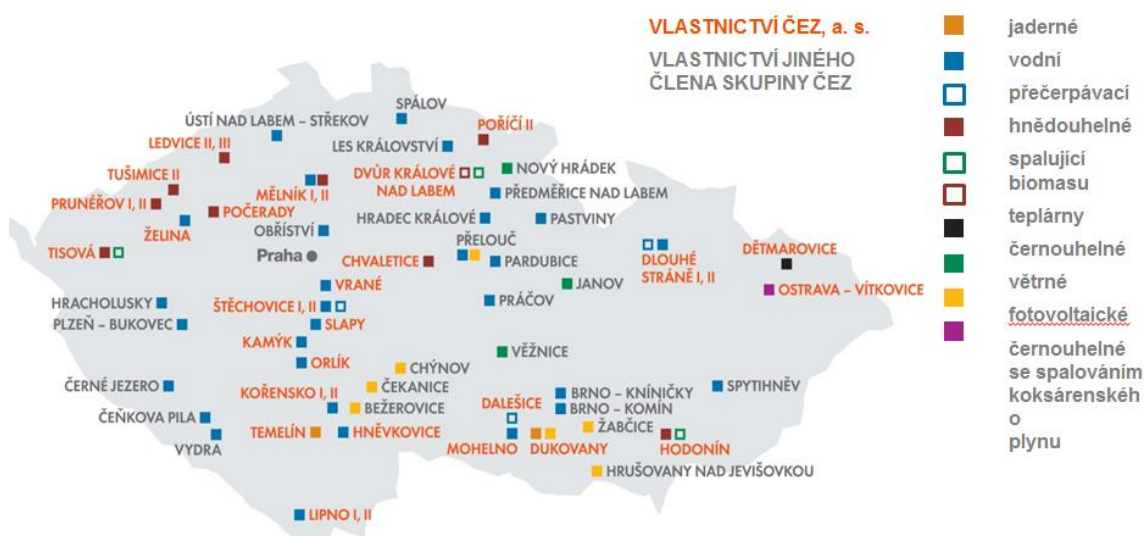 VLASTNICTVÍ ČEZ, a. s.
VLASTNICTVÍ JINÉHO
ČLENA SKUPINY ČEZ
jaderné
vodní
přečerpávací
hnědouhelné
spalující
biomasu
teplárny
černouhelné
větrné
fotovoltaické
černouhelné
se spalováním
koksárenskéh
o
plynu
SPÁLOV
ÚSTÍ NAD LABEM – STŘEKOV
POŘÍČÍ II
LEDVICE II, III
LES KRÁLOVSTVÍ
TUŠIMICE II
DVŮR KRÁLOVÉ
NAD LABEM
NOVÝ HRÁDEK
MĚLNÍK I, II
PŘEDMĚŘICE NAD LABEM
PRUNÉŘOV I, II
POČERADY
ŽELINA
HRADEC KRÁLOVÉ
PASTVINY
OBŘÍSTVÍ
PŘELOUČ
TISOVÁ
Praha
CHVALETICE
PARDUBICE
DLOUHÉ
STRÁNĚ I, II
DĚTMAROVICE
VRANÉ
JANOV
OSTRAVA – VÍTKOVICE
HRACHOLUSKY
ŠTĚCHOVICE I, II
PRÁČOV
PLZEŇ – BUKOVEC
SLAPY
KAMÝK
VĚŽNICE
ORLÍK
CHÝNOV
ČERNÉ JEZERO
KOŘENSKO I, II
ČEKANICE
BRNO – KNÍNIČKY
SPYTIHNĚV
BEŽEROVICE
DALEŠICE
BRNO – KOMÍN
ČEŇKOVA PILA
ŽABČICE
VYDRA
TEMELÍN
HNĚVKOVICE
MOHELNO
DUKOVANY
HODONÍN
HRUŠOVANY NAD JEVIŠOVKOU
LIPNO I, II